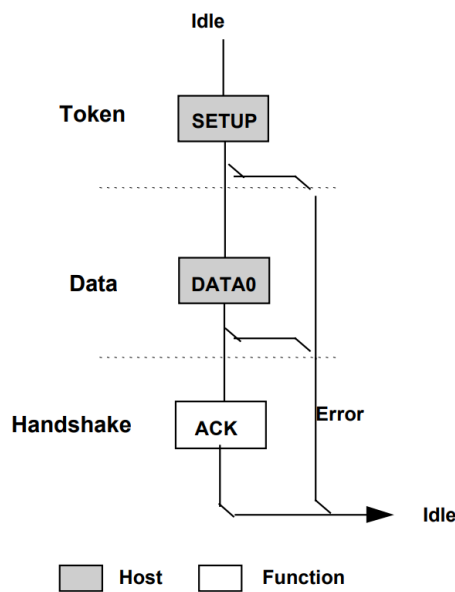 Idle
Token
SETUP
Data
DATA0
Handshake
ACK
Error
Idle
Host
Function